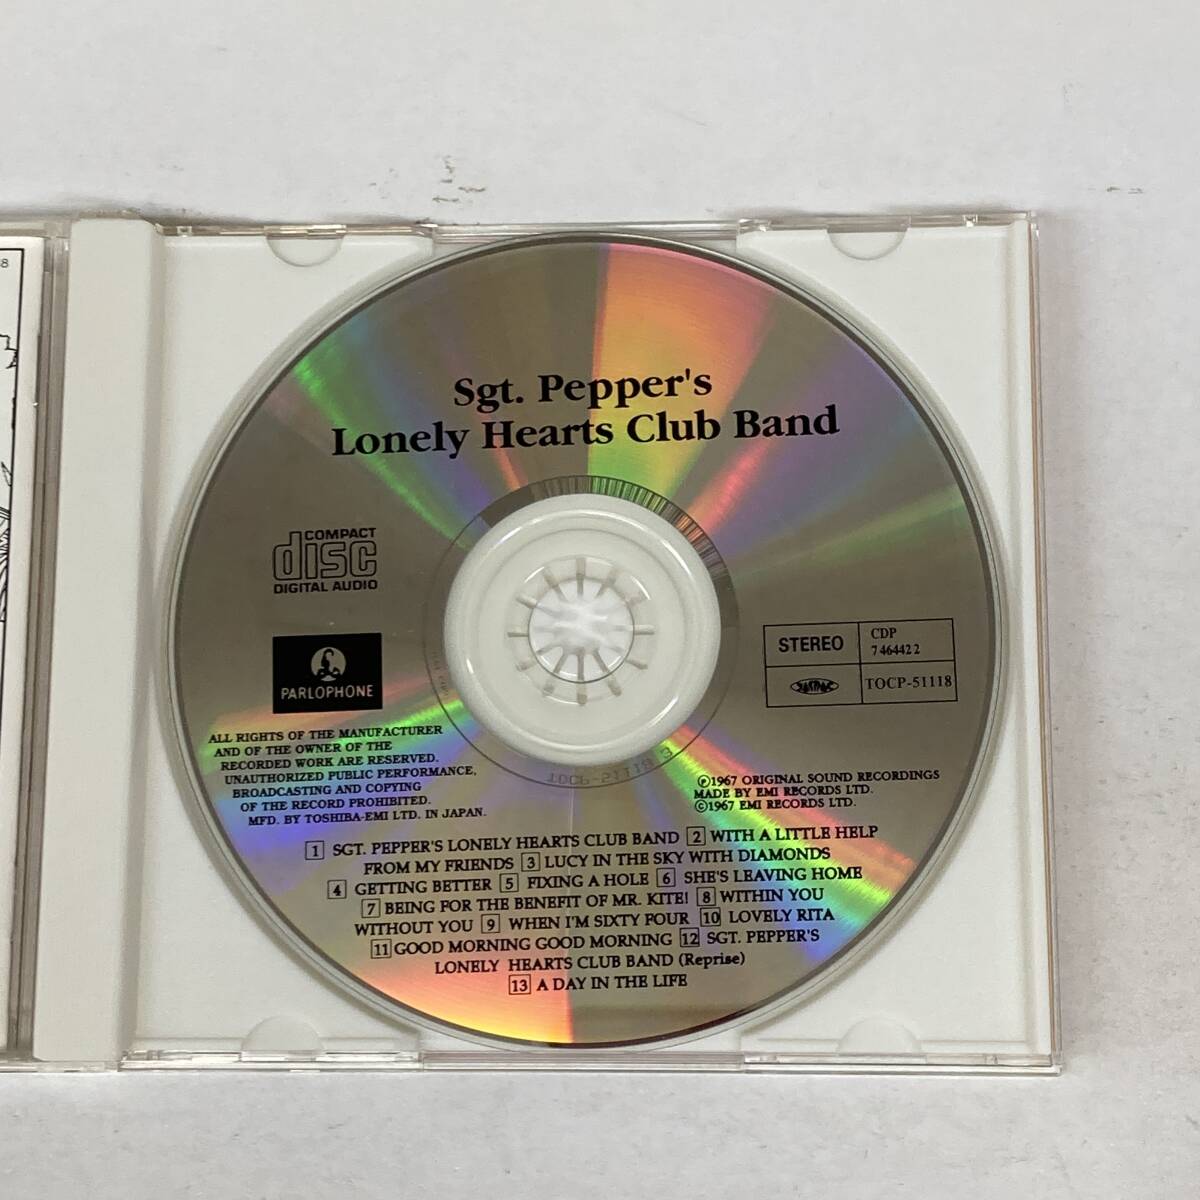 8
Sgt. Pepper's
Lonely Hearts Club Band
COMPACT
disc
DIGITAL AUDIO
PARLOPHONE
STEREO
CDP
7 46442 2
TOCP-51118
ALL RIGHTS OF THE MANUFACTURER
AND OF THE OWNER OF THE
RECORDED WORK ARE RESERVED.
UNAUTHORIZED PUBLIC PERFORMANCE,
BROADCASTING AND COPYING
OF THE RECORD PROHIBITED.
MFD. BY TOSHIBA-EMI LTD. IN JAPAN.
TOCP-51118 3
℗1967 ORIGINAL SOUND RECORDINGS
MADE BY EMI RECORDS LTD.
©1967 EMI RECORDS LTD.
1 SGT. PEPPER'S LONELY HEARTS CLUB BAND 2 WITH A LITTLE HELP
FROM MY FRIENDS 3 LUCY IN THE SKY WITH DIAMONDS
4 GETTING BETTER 5 FIXING A HOLE 6 SHE'S LEAVING HOME
7 BEING FOR THE BENEFIT OF MR. KITE! 8 WITHIN YOU
WITHOUT YOU 9 WHEN I'M SIXTY FOUR 10 LOVELY RITA
11 GOOD MORNING GOOD MORNING 12 SGT. PEPPER'S
LONELY HEARTS CLUB BAND (Reprise)
13 A DAY IN THE LIFE